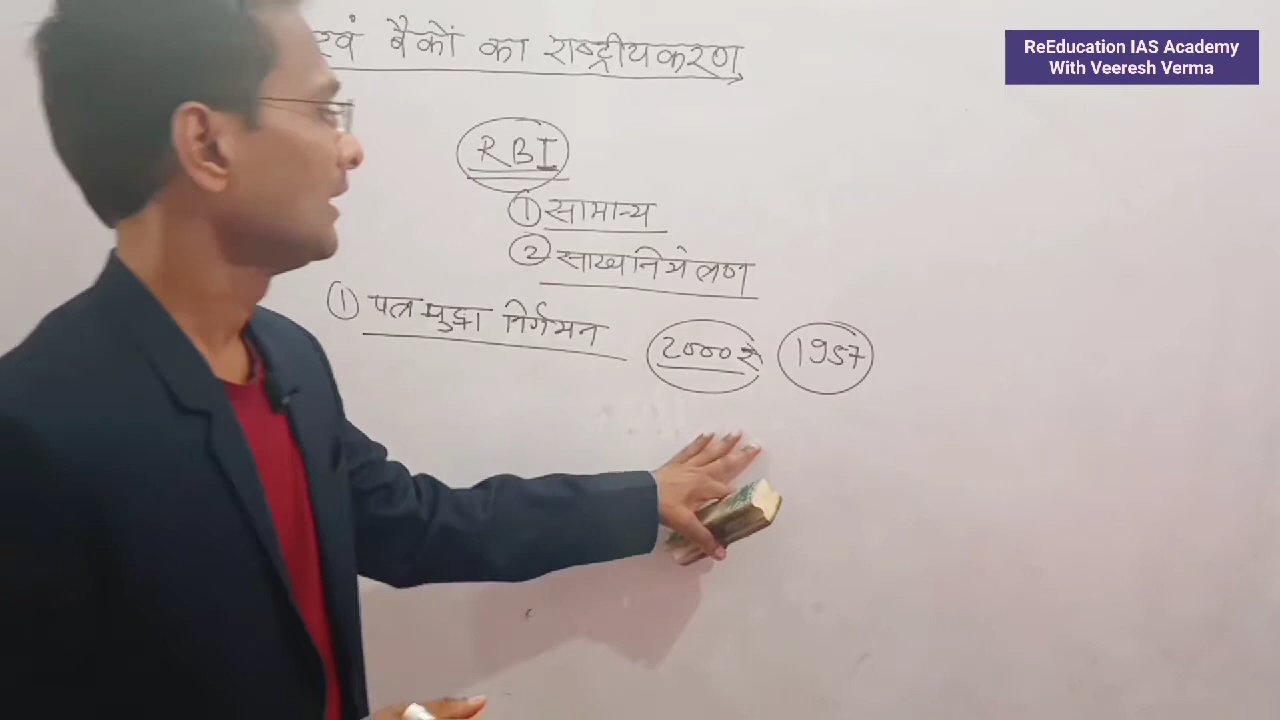 एवं बैकों का राष्ट्रीयकरण
ReEducation IAS Academy
With Veeresh Verma
RBI
① सामान्य
② साख नियंत्रण
① पत्र मुद्रा निर्गमन 2000₹ 1957